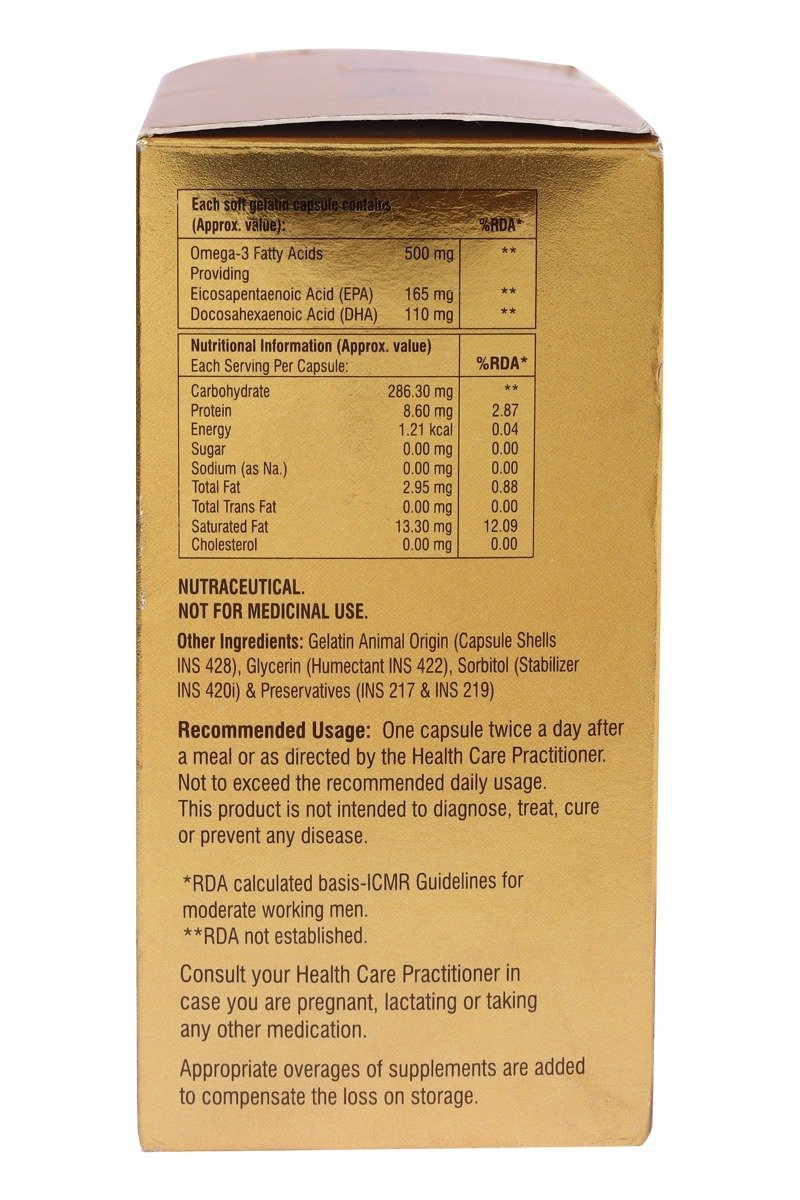 Each soft gelatin capsule contains
(Approx. value): %RDA*
Omega-3 Fatty Acids 500 mg **
Providing
Eicosapentaenoic Acid (EPA) 165 mg **
Docosahexaenoic Acid (DHA) 110 mg **
Nutritional Information (Approx. value)
Each Serving Per Capsule: %RDA*
Carbohydrate 286.30 mg **
Protein 8.60 mg 2.87
Energy 1.21 kcal 0.04
Sugar 0.00 mg 0.00
Sodium (as Na.) 0.00 mg 0.00
Total Fat 2.95 mg 0.88
Total Trans Fat 0.00 mg 0.00
Saturated Fat 13.30 mg 12.09
Cholesterol 0.00 mg 0.00
NUTRACEUTICAL.
NOT FOR MEDICINAL USE.
Other Ingredients: Gelatin Animal Origin (Capsule Shells
INS 428), Glycerin (Humectant INS 422), Sorbitol (Stabilizer
INS 420i) & Preservatives (INS 217 & INS 219)
Recommended Usage: One capsule twice a day after
a meal or as directed by the Health Care Practitioner.
Not to exceed the recommended daily usage.
This product is not intended to diagnose, treat, cure
or prevent any disease.
*RDA calculated basis-ICMR Guidelines for
moderate working men.
**RDA not established.
Consult your Health Care Practitioner in
case you are pregnant, lactating or taking
any other medication.
Appropriate overages of supplements are added
to compensate the loss on storage.